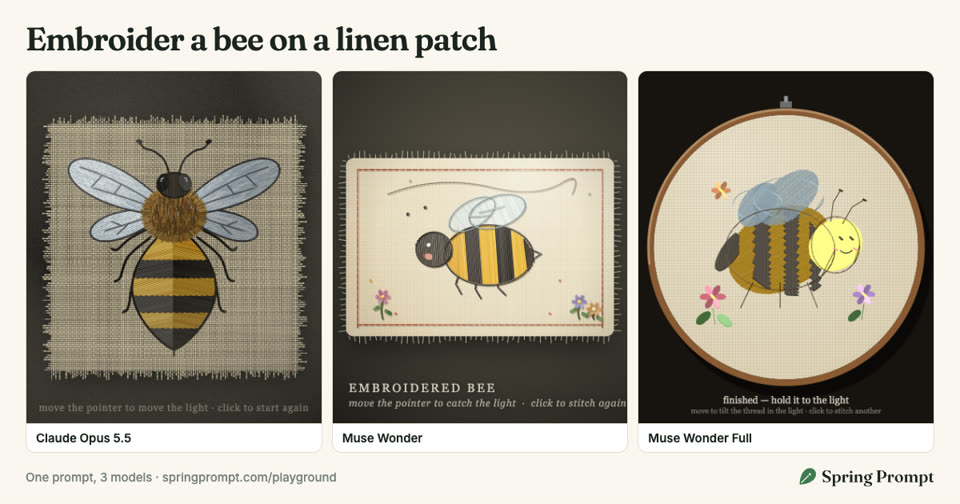 Embroider a bee on a linen patch
move the pointer to move the light · click to start again
Claude Opus 5.5
EMBROIDERED BEE
move the pointer to catch the light · click to stitch again
Muse Wonder
finished — hold it to the light
move to tilt the thread in the light · click to stitch another
Muse Wonder Full
One prompt, 3 models · springprompt.com/playground
Spring Prompt